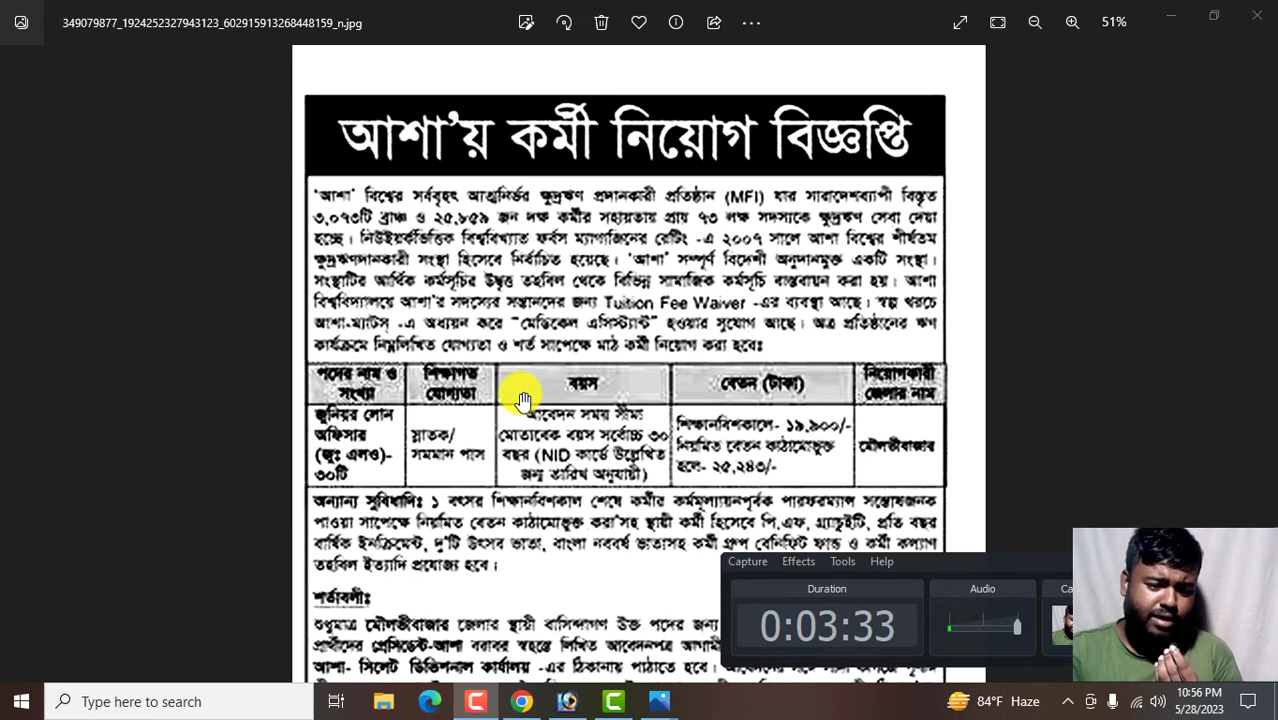 349079877_1924252327943123_602915913268448159_n.jpg
51%
আশা'য় কর্মী নিয়োগ বিজ্ঞপ্তি
'আশা' বিশ্বের সর্ববৃহৎ আত্মনির্ভর ক্ষুদ্রঋণ প্রদানকারী প্রতিষ্ঠান (MFI) যার সারাদেশব্যাপী বিস্তৃত
৩,০৭৩টি ব্রাঞ্চ ও ২৫,৮৫৯ জন দক্ষ কর্মীর সহায়তায় প্রায় ৭৩ লক্ষ সদস্যকে ক্ষুদ্রঋণ সেবা দেয়া
হচ্ছে। নিউইয়র্কভিত্তিক বিশ্ববিখ্যাত ফর্বস ম্যাগাজিনের রেটিং -এ ২০০৭ সালে আশা বিশ্বের শীর্ষতম
ক্ষুদ্রঋণদানকারী সংস্থা হিসেবে নির্বাচিত হয়েছে। 'আশা' সম্পূর্ণ বিদেশী অনুদানমুক্ত একটি সংস্থা।
সংস্থাটির আর্থিক কর্মসূচির উদ্বৃত্ত তহবিল থেকে বিভিন্ন সামাজিক কর্মসূচি বাস্তবায়ন করা হয়। আশা
বিশ্ববিদ্যালয়ে আশা'র সদস্যের সন্তানদের জন্য Tuition Fee Waiver -এর ব্যবস্থা আছে। স্বল্প খরচে
আশা-ম্যাটস্ -এ অধ্যয়ন করে "মেডিকেল এসিস্ট্যান্ট" হওয়ার সুযোগ আছে। অত্র প্রতিষ্ঠানের ঋণ
কার্যক্রমে নিম্নলিখিত যোগ্যতা ও শর্ত সাপেক্ষে মাঠ কর্মী নিয়োগ করা হবেঃ
পদের নাম ও সংখ্যা
শিক্ষাগত যোগ্যতা
বয়স
বেতন (টাকা)
নিয়োগকারী জেলার নাম
জুনিয়র লোন
অফিসার
(জুঃ এলও)-
৩০টি
স্নাতক/
সমমান পাস
আবেদন সময় সীমা
মোতাবেক বয়স সর্বোচ্চ ৩০
বছর (NID কার্ডে উল্লেখিত
জন্ম তারিখ অনুযায়ী)
শিক্ষানবিশকালে- ১৯,৯০০/-
নিয়মিত বেতন কাঠামোভুক্ত
হলে- ২৫,২৪৩/-
মৌলভীবাজার
অন্যান্য সুবিধাদিঃ ১ বৎসর শিক্ষানবিশকাল শেষে কর্মীর কর্মমূল্যায়নপূর্বক পারফরম্যান্স সন্তোষজনক
পাওয়া সাপেক্ষে নিয়মিত বেতন কাঠামোভুক্ত করা'সহ স্থায়ী কর্মী হিসেবে পি.এফ, গ্র্যাচুইটি, প্রতি বছর
বার্ষিক ইনক্রিমেন্ট, দু'টি উৎসব ভাতা, বাংলা নববর্ষ ভাতাসহ কর্মী গ্রুপ বেনিফিট ফান্ড ও কর্মী কল্যাণ
তহবিল ইত্যাদি প্রযোজ্য হবে।
শর্তাবলীঃ
শুধুমাত্র মৌলভীবাজার জেলার স্থায়ী বাসিন্দাগণ উক্ত পদের জন্য
প্রার্থীদের প্রেসিডেন্ট-আশা বরাবর স্বহস্তে লিখিত আবেদনপত্র আগামী
আশা- সিলেট ডিভিশনাল কার্যালয় -এর ঠিকানায় পাঠাতে হবে।
Capture Effects Tools Help
Duration
Audio
Ca
0:03:33
Type here to search
84°F Haze
10:56 PM
5/28/2023